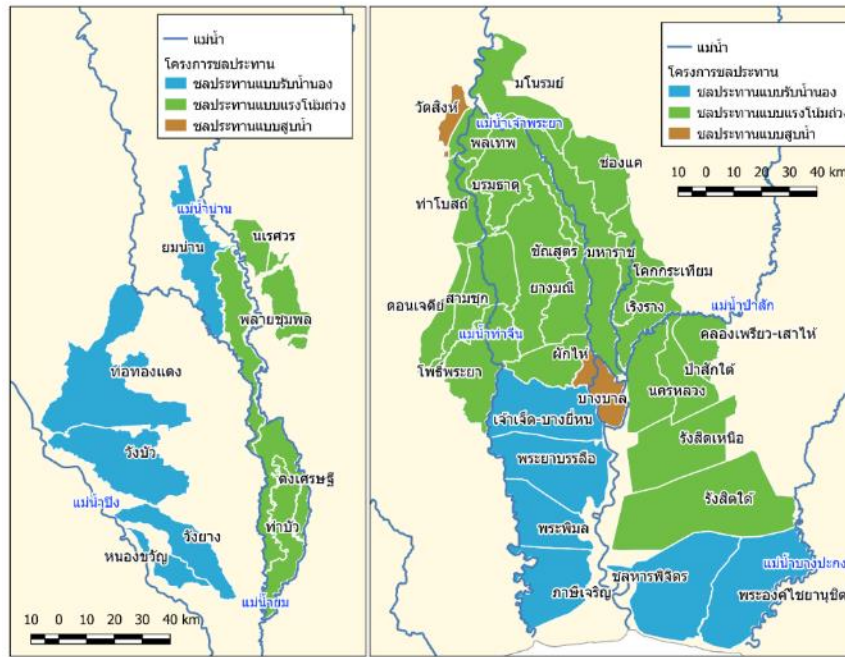 แม่น้ำ
โครงการชลประทาน
ชลประทานแบบรับน้ำนอง
ชลประทานแบบแรงโน้มถ่วง
ชลประทานแบบสูบน้ำ
แม่น้ำน่าน
ยมน่าน
นเรศวร
พลายชุมพล
ท่อทองแดง
วังบัว
ดงเศรษฐี
แม่น้ำปิง
ท่าบัว
วังยาง
หนองขวัญ
แม่น้ำยม
10 0 10 20 30 40 km
แม่น้ำ
โครงการชลประทาน
ชลประทานแบบรับน้ำนอง
ชลประทานแบบแรงโน้มถ่วง
ชลประทานแบบสูบน้ำ
10 0 10 20 30 40 km
มโนรมย์
วัดสิงห์
แม่น้ำเจ้าพระยา
พลเทพ
ช่องแค
บรมธาตุ
ท่าโบสถ์
ชัณสูตร
มหาราช
โคกกระเทียม
ยางมณี
สามชุก
ดอนเจดีย์
เริงราง
แม่น้ำป่าสัก
แม่น้ำท่าจีน
คลองเพรียว-เสาไห้
ผักไห่
โพธิ์พระยา
ป่าสักใต้
นครหลวง
บางบาล
เจ้าเจ็ด-บางยี่หน
รังสิตเหนือ
พระยาบรรลือ
รังสิตใต้
พระพิมล
แม่น้ำบางปะกง
ชลหารพิจิตร
ภาษีเจริญ
พระองค์ไชยานุชิต